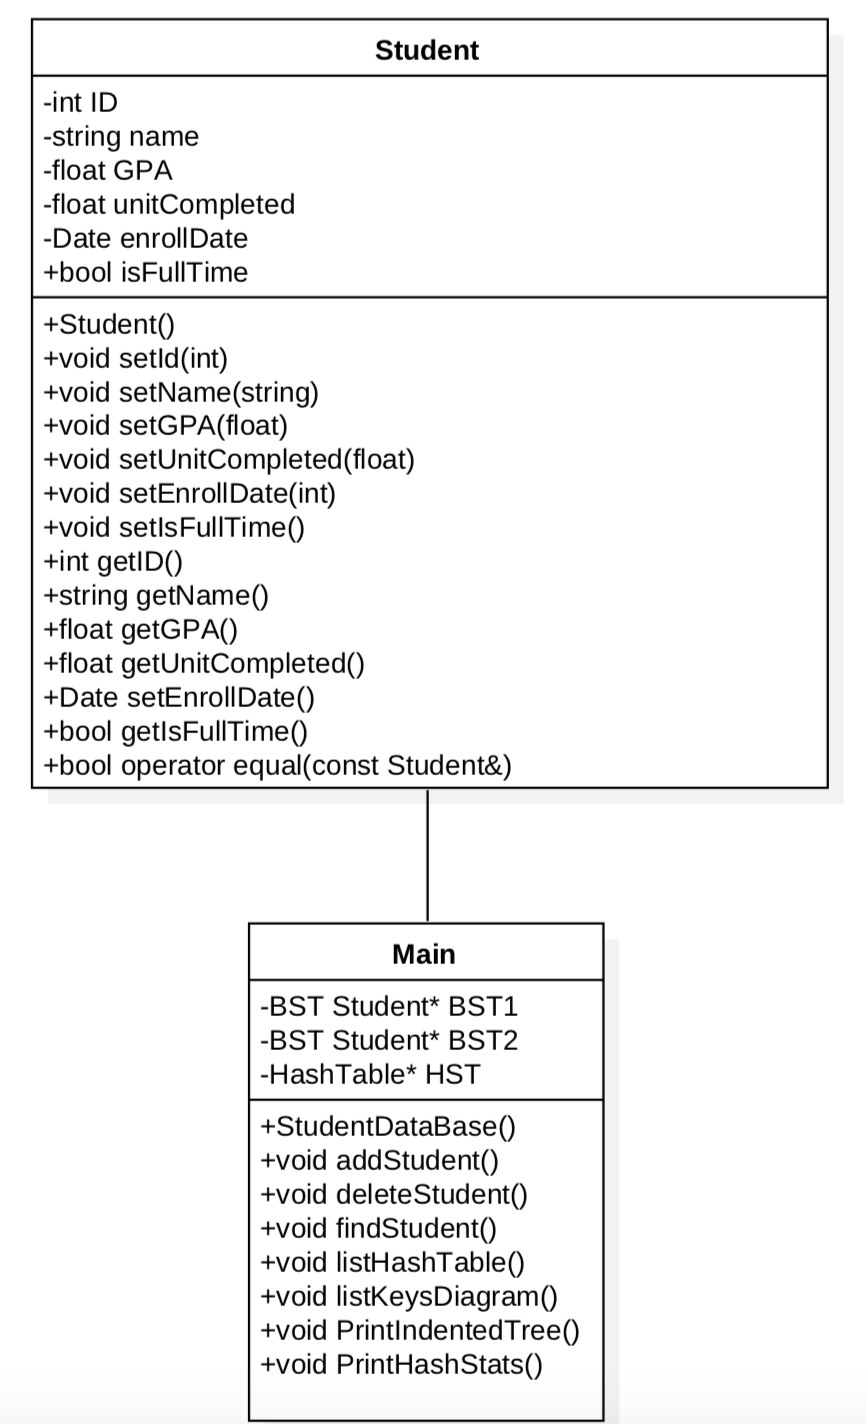 Student
-int ID
-string name
-float GPA
-float unitCompleted
-Date enrollDate
+bool isFullTime
+Student()
+void setId(int)
+void setName(string)
+void setGPA(float)
+void setUnitCompleted(float)
+void setEnrollDate(int)
+void setIsFullTime()
+int getID()
+string getName()
+float getGPA()
+float getUnitCompleted()
+Date setEnrollDate()
+bool getIsFullTime()
+bool operator equal(const Student&)
Main
-BST Student* BST1
-BST Student* BST2
-HashTable* HST
+StudentDataBase()
+void addStudent()
+void deleteStudent()
+void findStudent()
+void listHashTable()
+void listKeysDiagram()
+void PrintIndentedTree()
+void PrintHashStats()